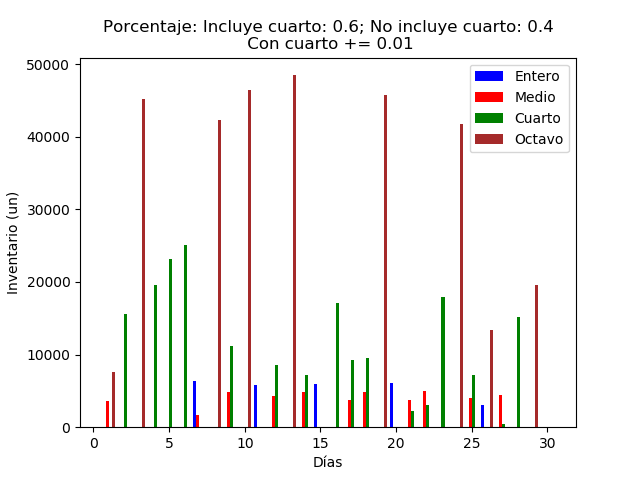 Porcentaje: Incluye cuarto: 0.6; No incluye cuarto: 0.4
Con cuarto += 0.01
Entero
Medio
Cuarto
Octavo
50000
40000
30000
20000
10000
0
Inventario (un)
0 5 10 15 20 25 30
Días